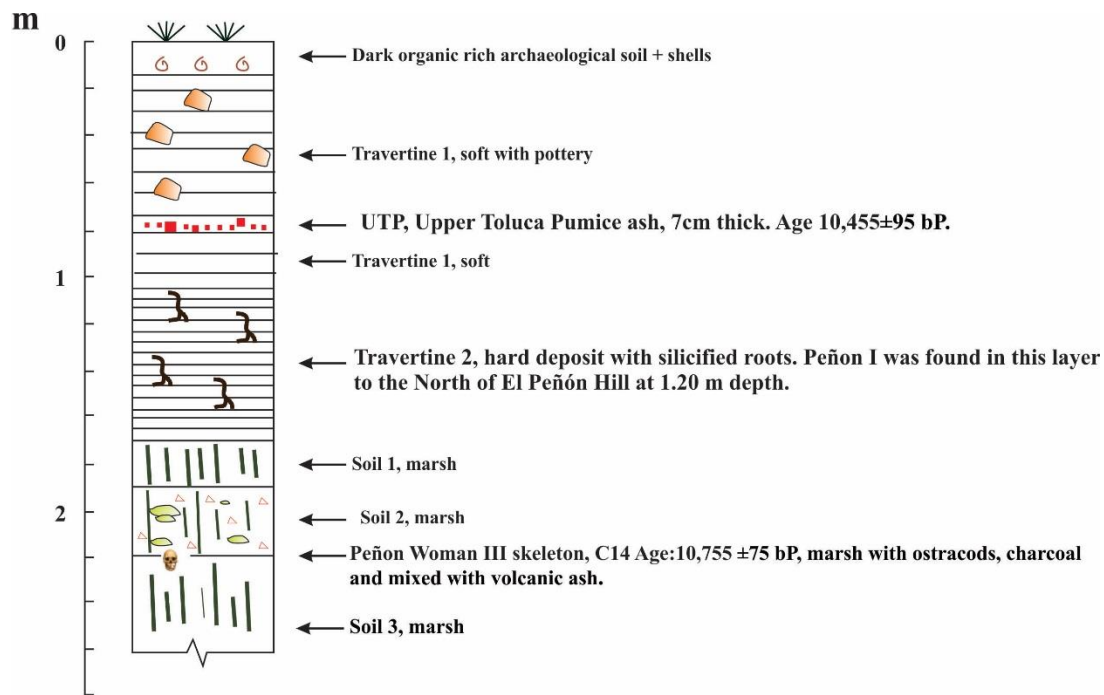 m
0
Dark organic rich archaeological soil + shells
Travertine 1, soft with pottery
UTP, Upper Toluca Pumice ash, 7cm thick. Age 10,455±95 bP.
Travertine 1, soft
1
Travertine 2, hard deposit with silicified roots. Peñon I was found in this layer
to the North of El Peñón Hill at 1.20 m depth.
Soil 1, marsh
2
Soil 2, marsh
Peñon Woman III skeleton, C14 Age:10,755 ±75 bP, marsh with ostracods, charcoal
and mixed with volcanic ash.
Soil 3, marsh